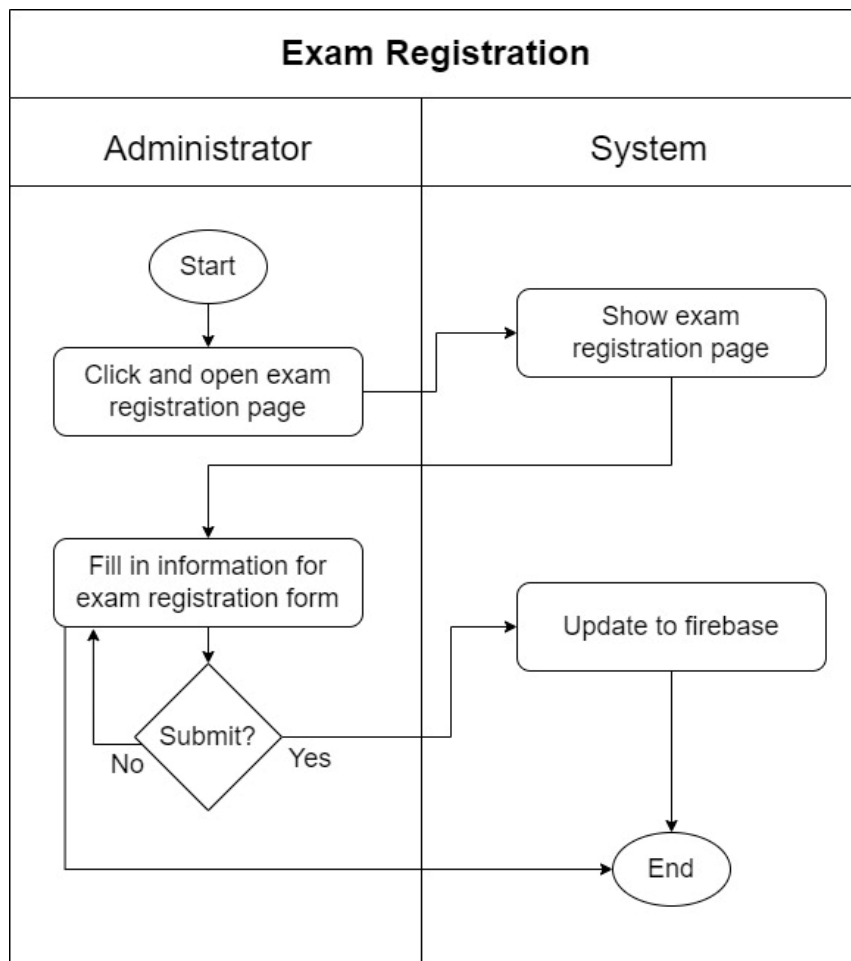 Exam Registration
Administrator
System
Start
Show exam
registration page
Click and open exam
registration page
Fill in information for
exam registration form
Update to firebase
Submit?
No
Yes
End